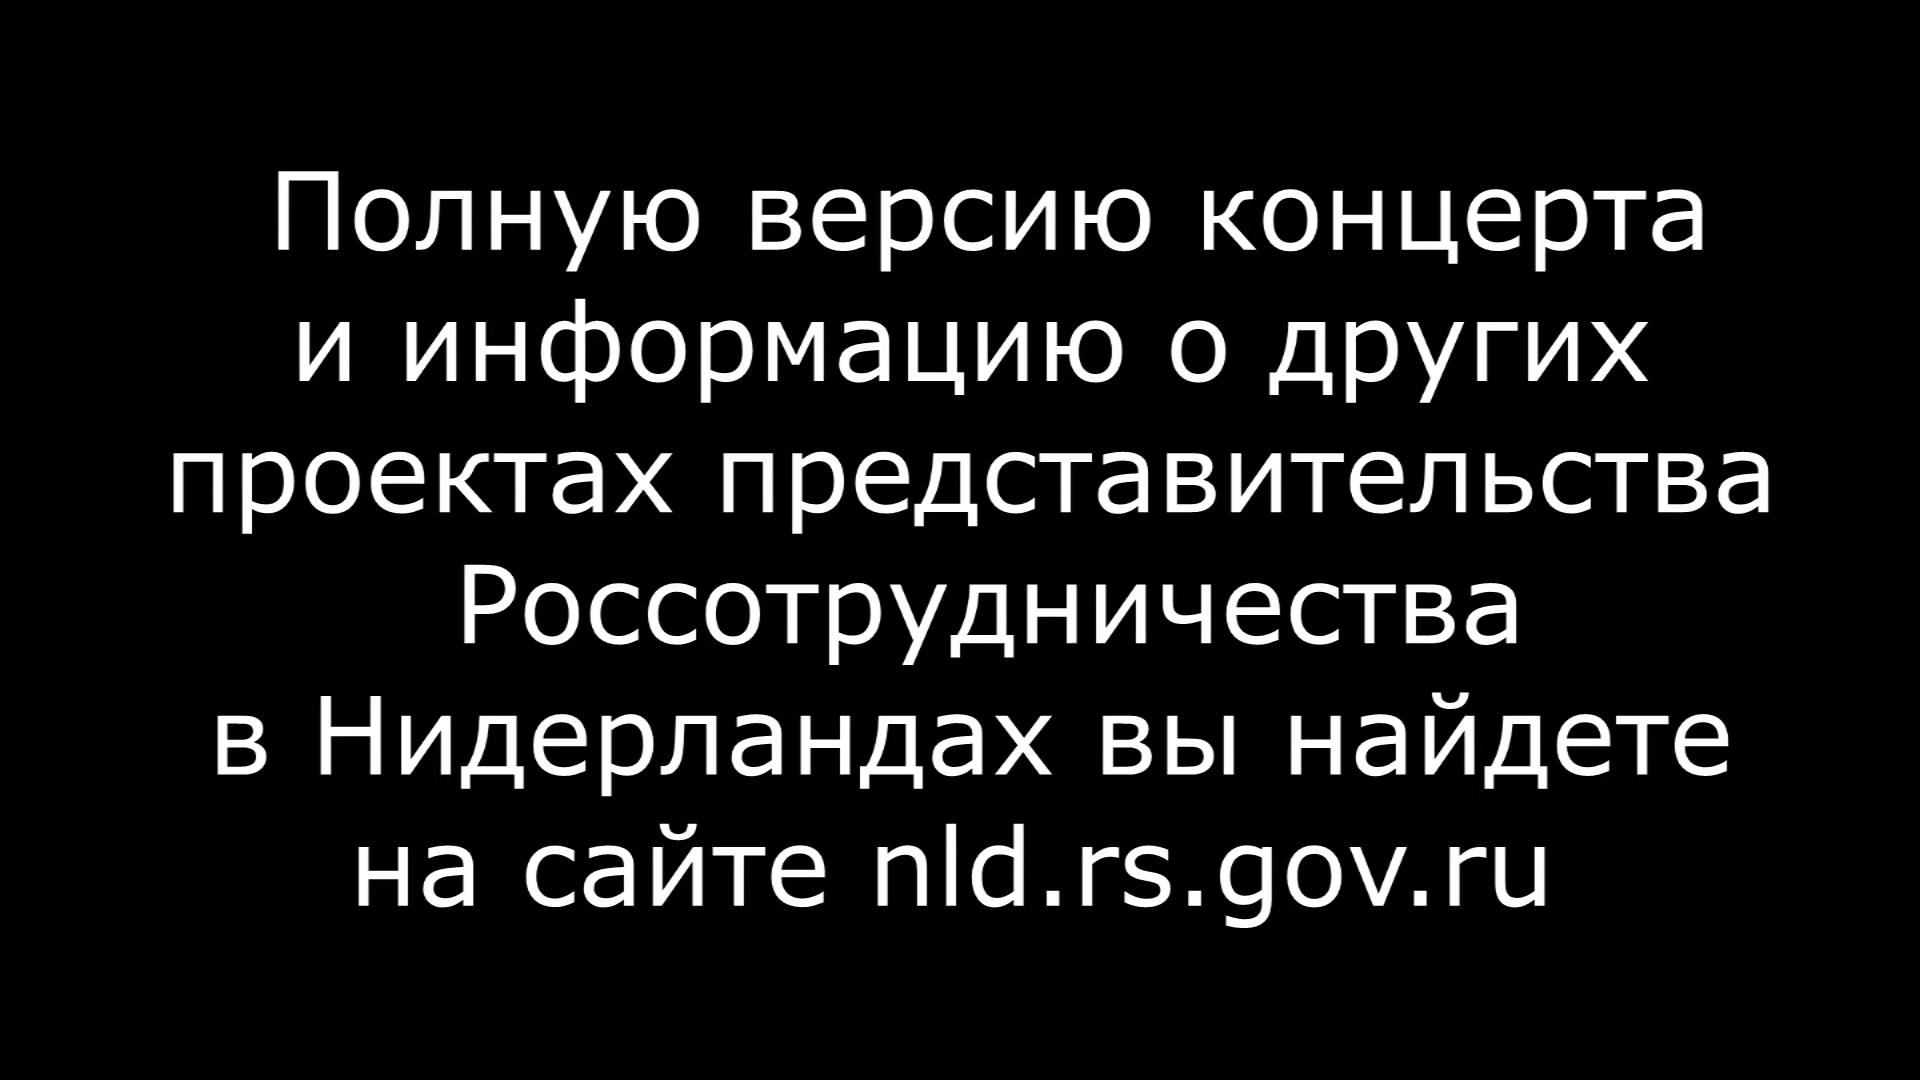 Полную версию концерта
и информацию о других
проектах представительства
Россотрудничества
в Нидерландах вы найдете
на сайте nld.rs.gov.ru